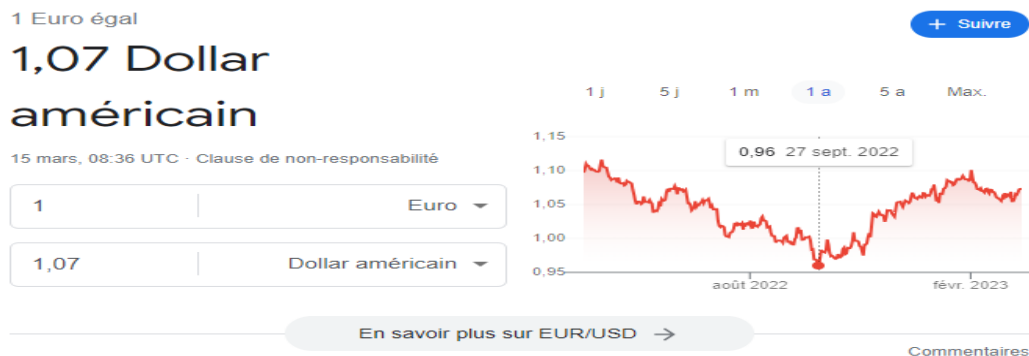 1 Euro égal
1,07 Dollar
américain
15 mars, 08:36 UTC · Clause de non-responsabilité
1 Euro
1,07 Dollar américain
+ Suivre
1 j 5 j 1 m 1 a 5 a Max.
0,96 27 sept. 2022
1,15
1,10
1,05
1,00
0,95
août 2022 févr. 2023
En savoir plus sur EUR/USD →
Commentaires